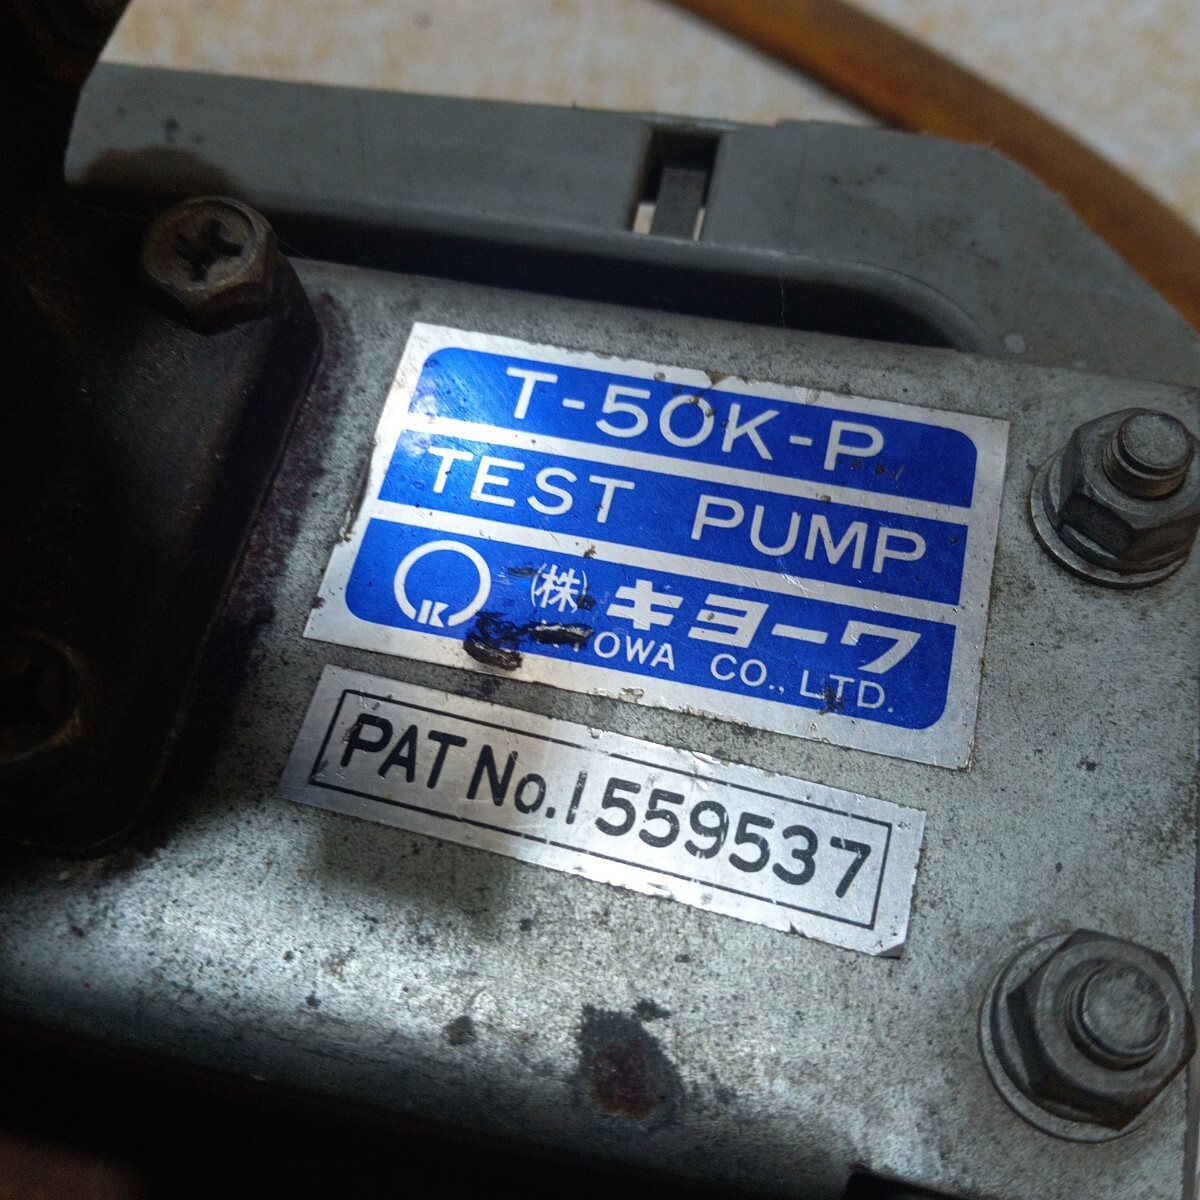 T-50K-P
TEST PUMP
(株)キョーワ
CO., LTD.
PAT No.1559537